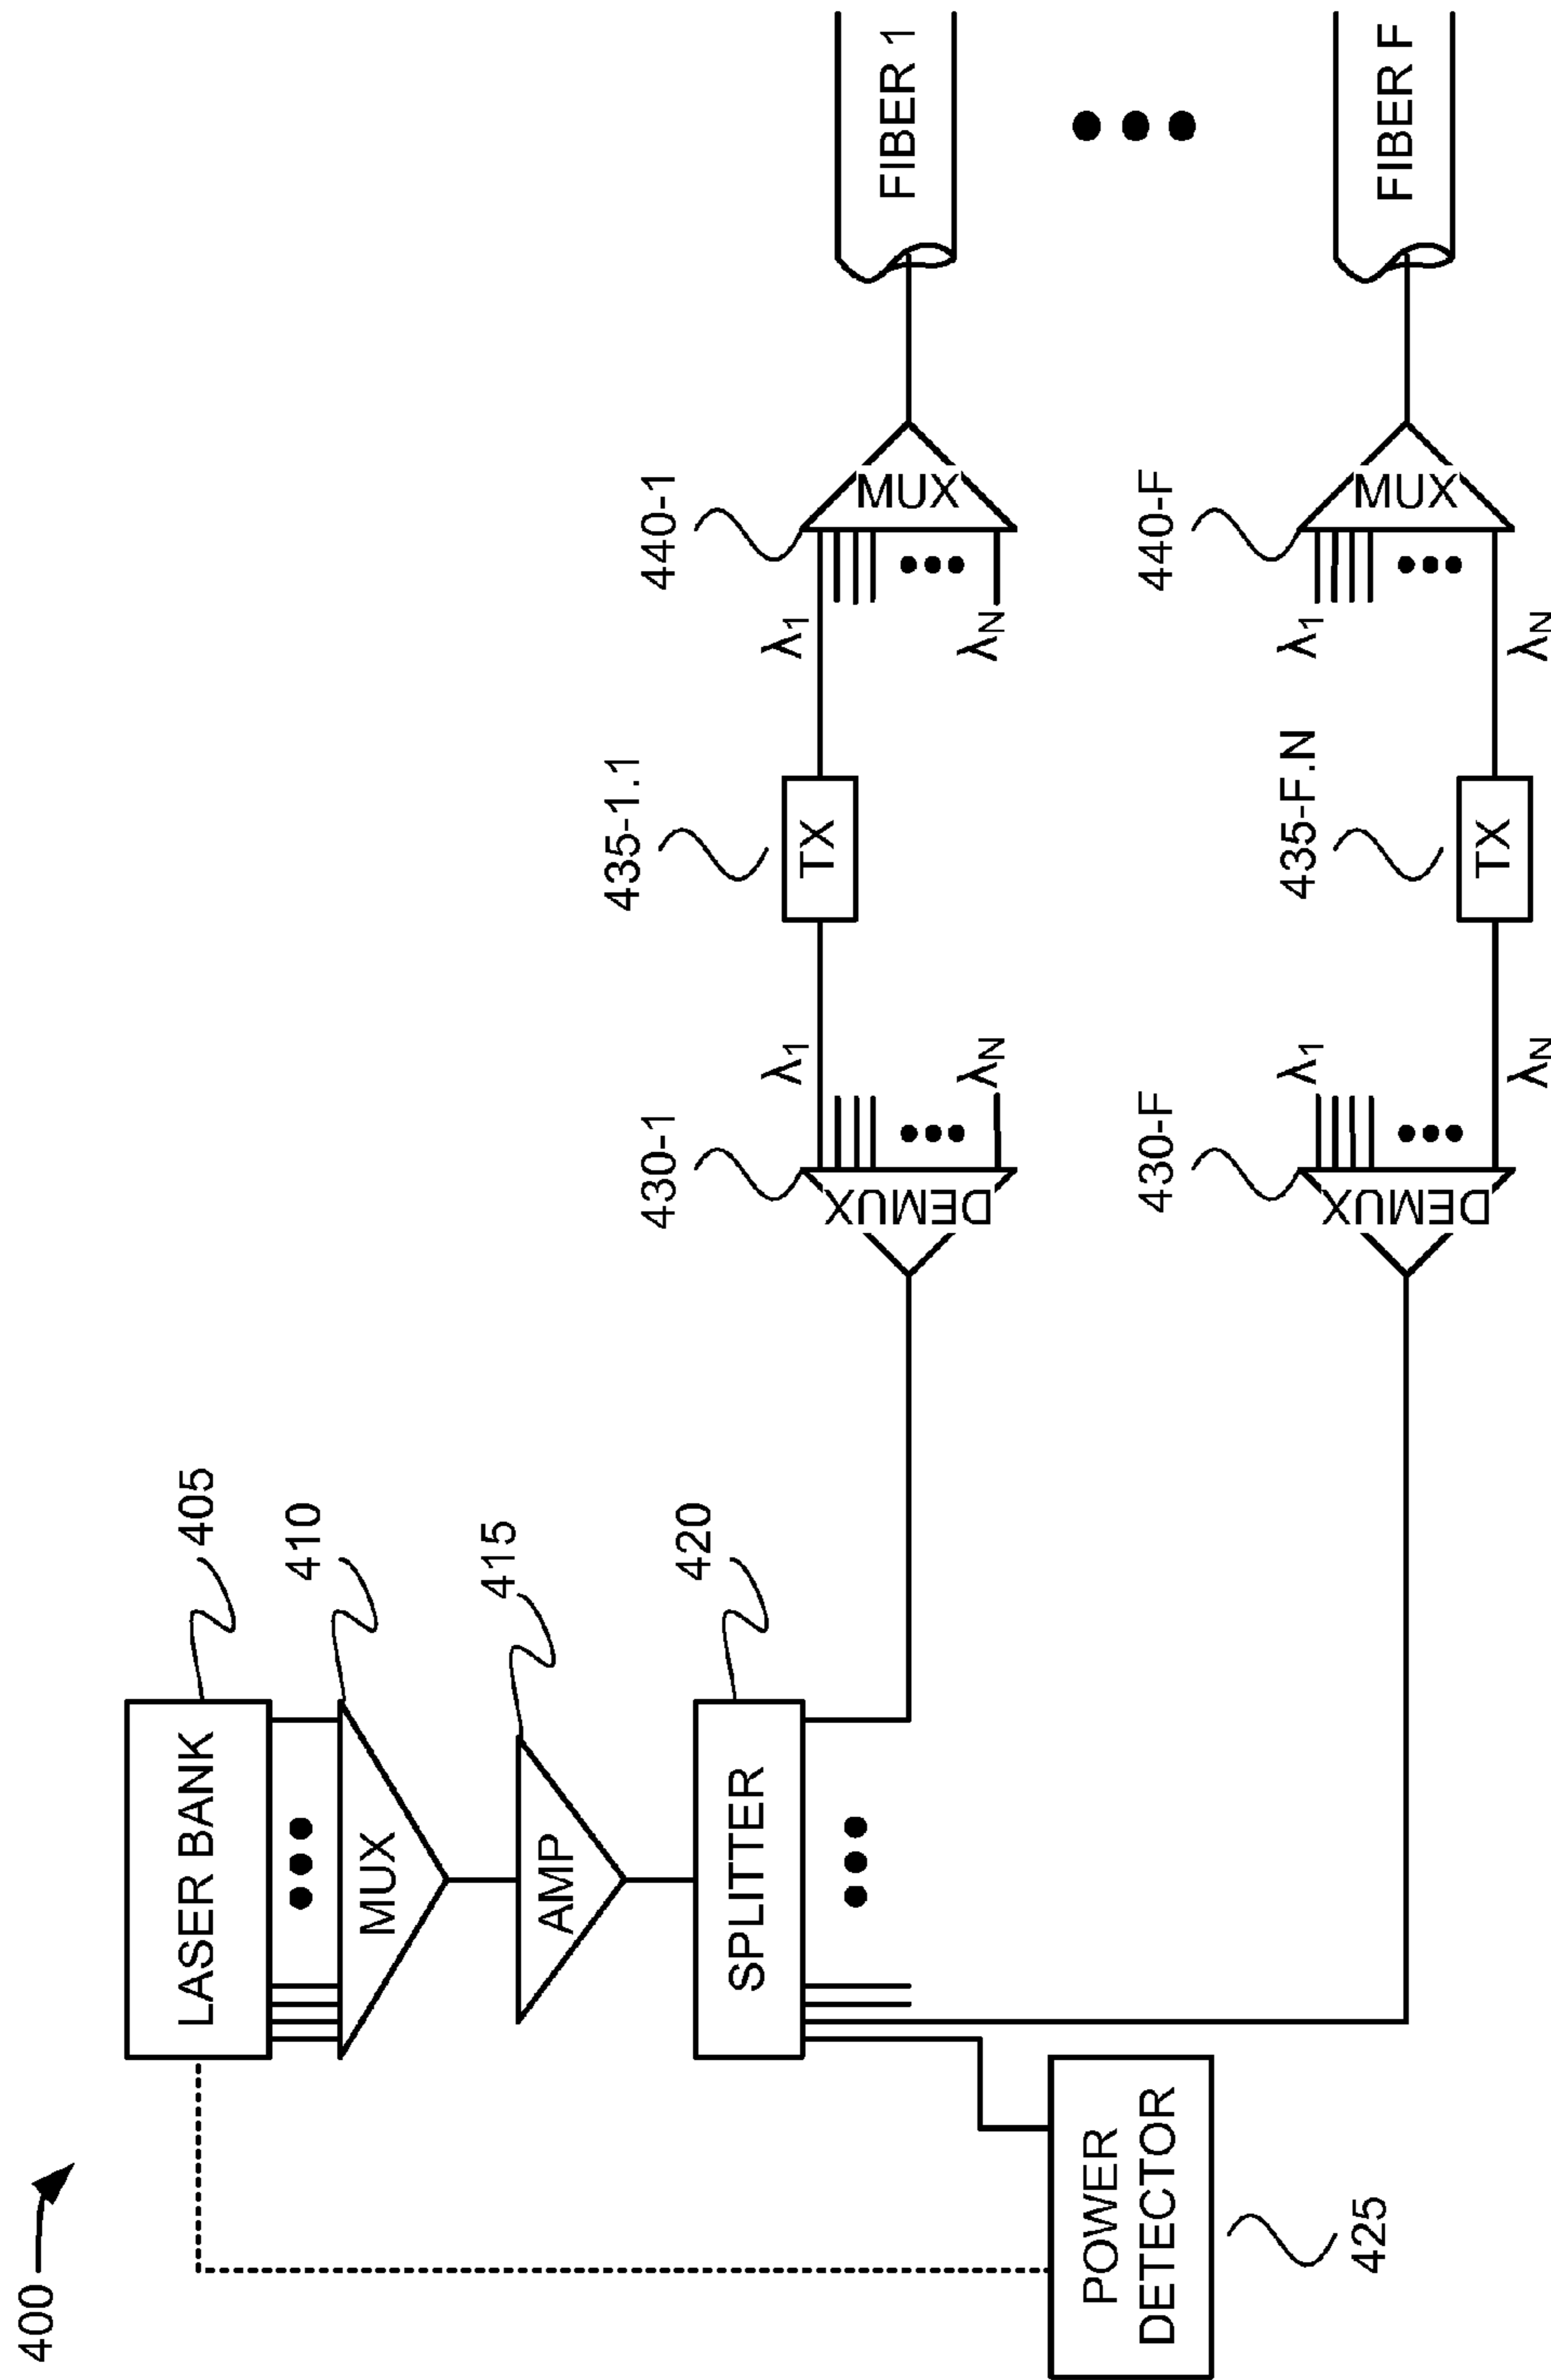 400
LASER BANK
405
MUX
410
AMP
415
SPLITTER
420
POWER
DETECTOR
425
430-1
DEMUX
λ1
λN
435-1.1
TX
440-1
λ1
λN
MUX
FIBER 1
430-F
DEMUX
λ1
λN
435-F.N
TX
440-F
λ1
λN
MUX
FIBER F